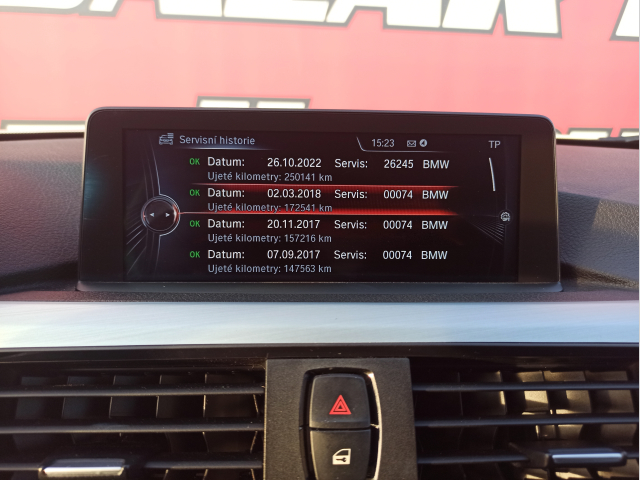 Servisní historie 15:23 TP
OK Datum: 26.10.2022 Servis: 26245 BMW
Ujeté kilometry: 250141 km
OK Datum: 02.03.2018 Servis: 00074 BMW
Ujeté kilometry: 172541 km
OK Datum: 20.11.2017 Servis: 00074 BMW
Ujeté kilometry: 157216 km
OK Datum: 07.09.2017 Servis: 00074 BMW
Ujeté kilometry: 147563 km